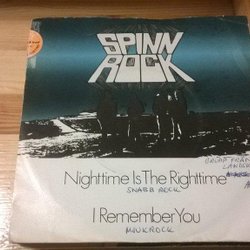 SPINN
ROCK
Nighttime Is The Righttime
SNABB ROCK
I Remember You
MJUKROCK